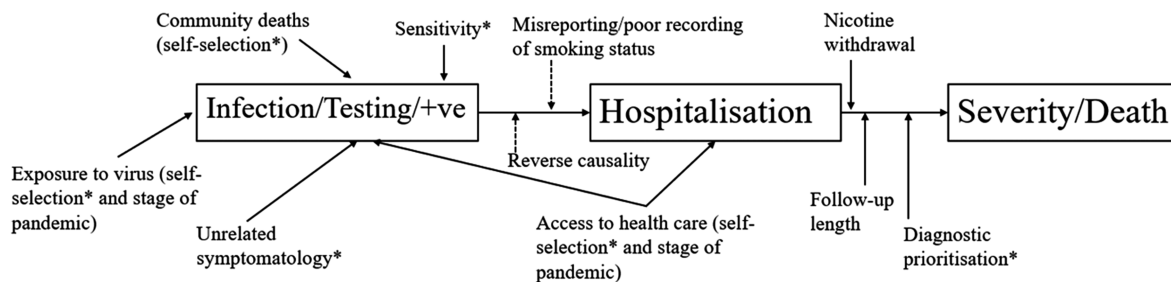 Community deaths
(self-selection*)
Sensitivity*
Misreporting/poor recording
of smoking status
Nicotine
withdrawal
Infection/Testing/+ve
Hospitalisation
Severity/Death
Reverse causality
Exposure to virus (self-
selection* and stage of
pandemic)
Unrelated
symptomatology*
Access to health care (self-
selection* and stage of
pandemic)
Follow-up
length
Diagnostic
prioritisation*